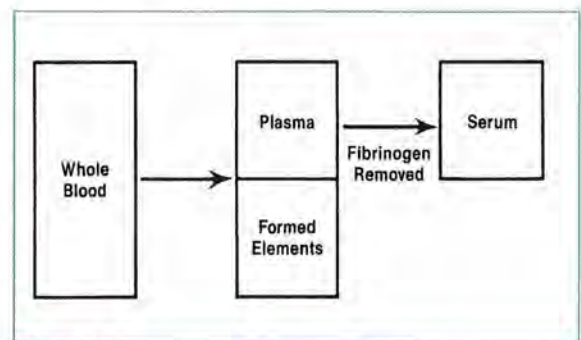 Whole
Blood
Plasma
Formed
Elements
Fibrinogen
Removed
Serum